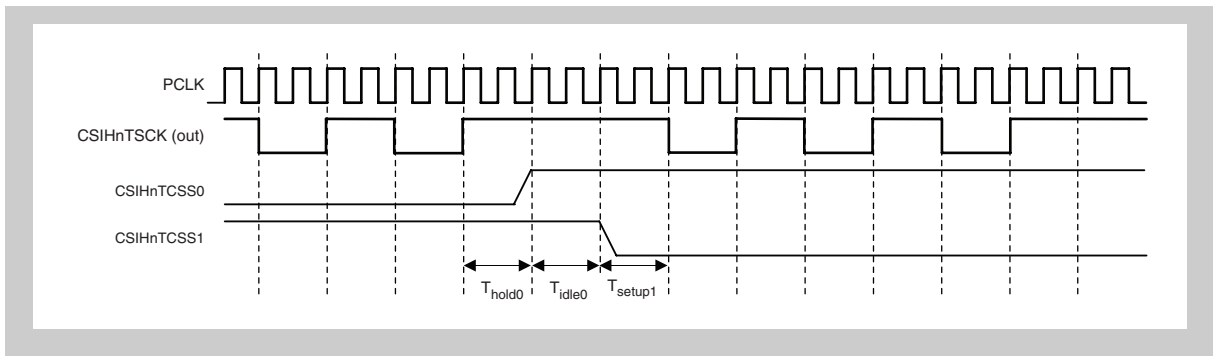 PCLK
CSIHnTSCK (out)
CSIHnTCSS0
CSIHnTCSS1
Thold0 Tidle0 Tsetup1